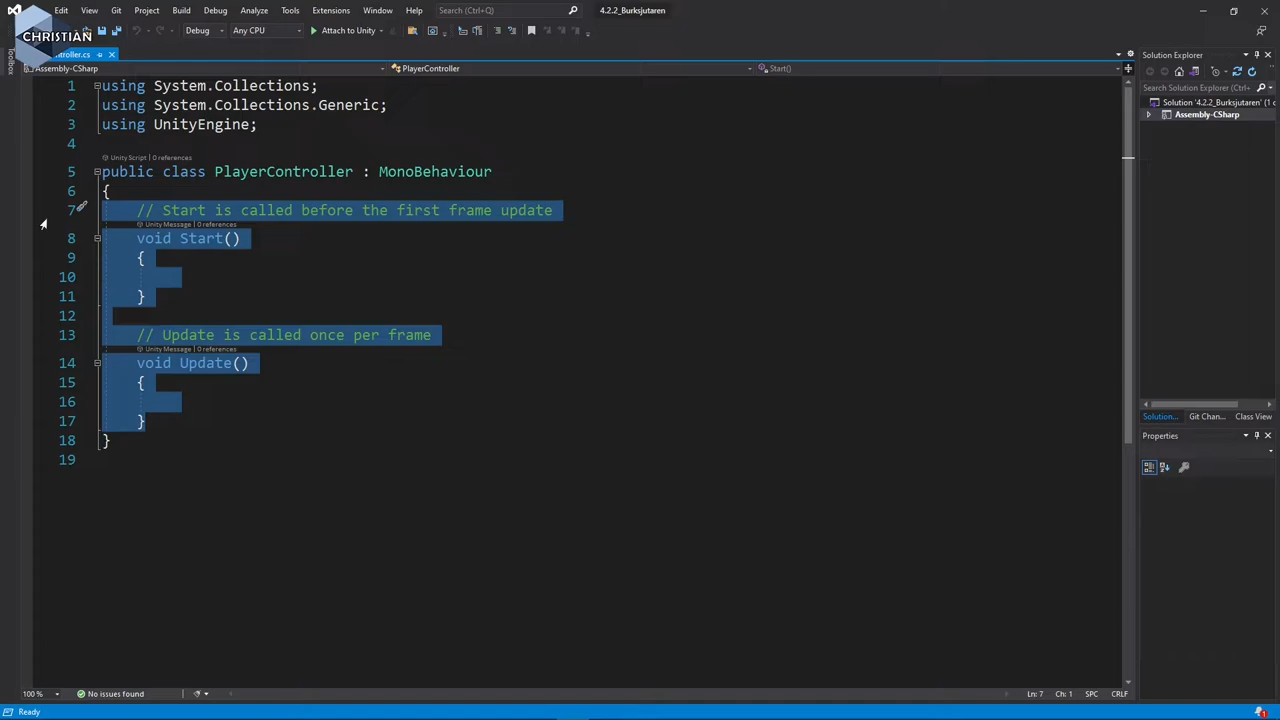 Edit View Project Build Debug Test Analyze Tools Extensions Window Help Search (Ctrl+Q) 4.2.2_Burksjutaren
CHRISTIAN
Debug Any CPU Attach to Unity
Toolbox
Assembly-CSharp PlayerController Start()
1 using System.Collections;
2 using System.Collections.Generic;
3 using UnityEngine;
4
Unity Script | 0 references
5 public class PlayerController : MonoBehaviour
6 {
7 // Start is called before the first frame update
Unity Message | 0 references
8 void Start()
9 {
10
11 }
12
13 // Update is called once per frame
Unity Message | 0 references
14 void Update()
15 {
16
17 }
18 }
19
100 % No issues found Ln: 7 Ch: 1 SPC CRLF
Ready
Solution Explorer
Search Solution Explorer (Ctrl+
Solution '4.2.2_Burksjutaren' (1
Assembly-CSharp
Solution... Git Chan... Class View
Properties
1